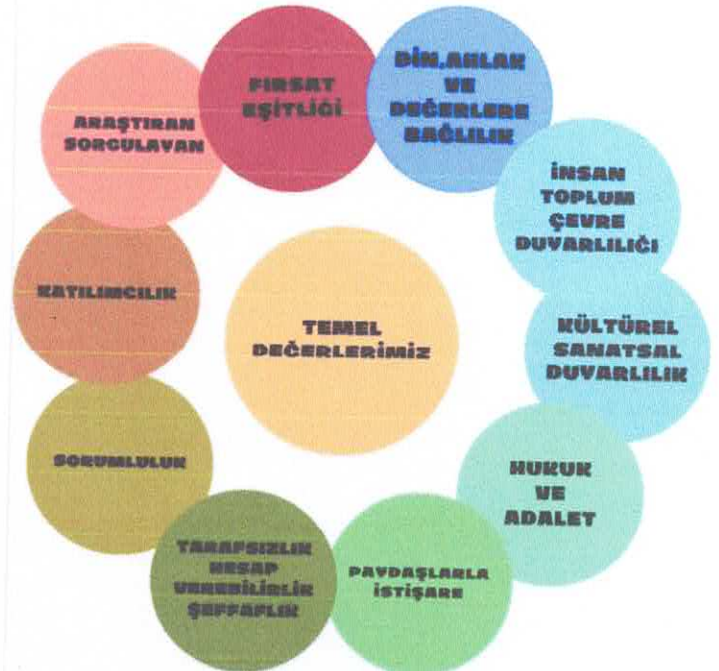 TEMEL
DEĞERLERİMİZ
FIRSAT
EŞİTLİĞİ
DİN,AHLAK
VE
DEĞERLERE
BAĞLILIK
İNSAN
TOPLUM
ÇEVRE
DUYARLILIĞI
KÜLTÜREL
SANATSAL
DUYARLILIK
HUKUK
VE
ADALET
PAYDAŞLARLA
İSTİŞARE
TARAFSIZLIK
HESAP
VEREBİLİRLİK
ŞEFFAFLIK
SORUMLULUK
KATILIMCILIK
ARAŞTIRAN
SORGULAYAN